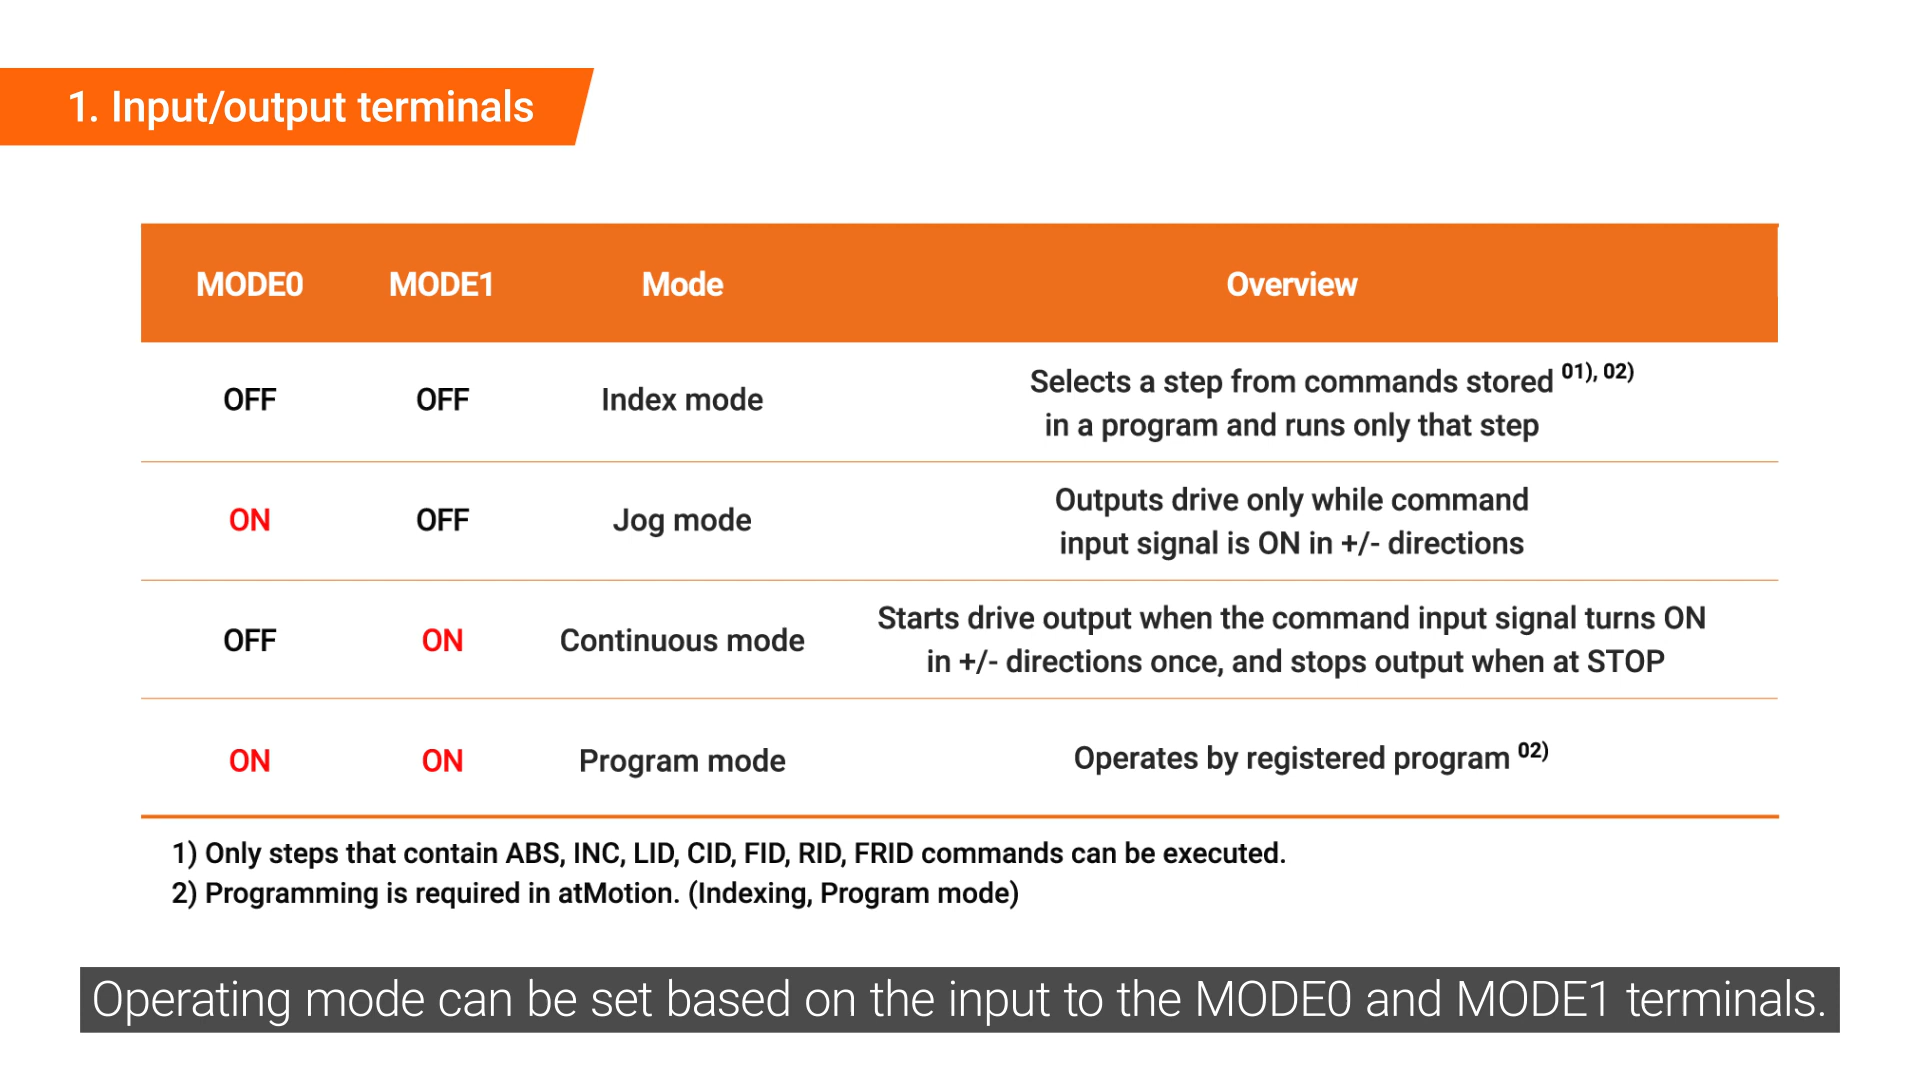 1. Input/output terminals
MODE0 MODE1 Mode Overview
OFF OFF Index mode Selects a step from commands stored 01), 02)
in a program and runs only that step
ON OFF Jog mode Outputs drive only while command
input signal is ON in +/- directions
OFF ON Continuous mode Starts drive output when the command input signal turns ON
in +/- directions once, and stops output when at STOP
ON ON Program mode Operates by registered program 02)
1) Only steps that contain ABS, INC, LID, CID, FID, RID, FRID commands can be executed.
2) Programming is required in atMotion. (Indexing, Program mode)
Operating mode can be set based on the input to the MODE0 and MODE1 terminals.